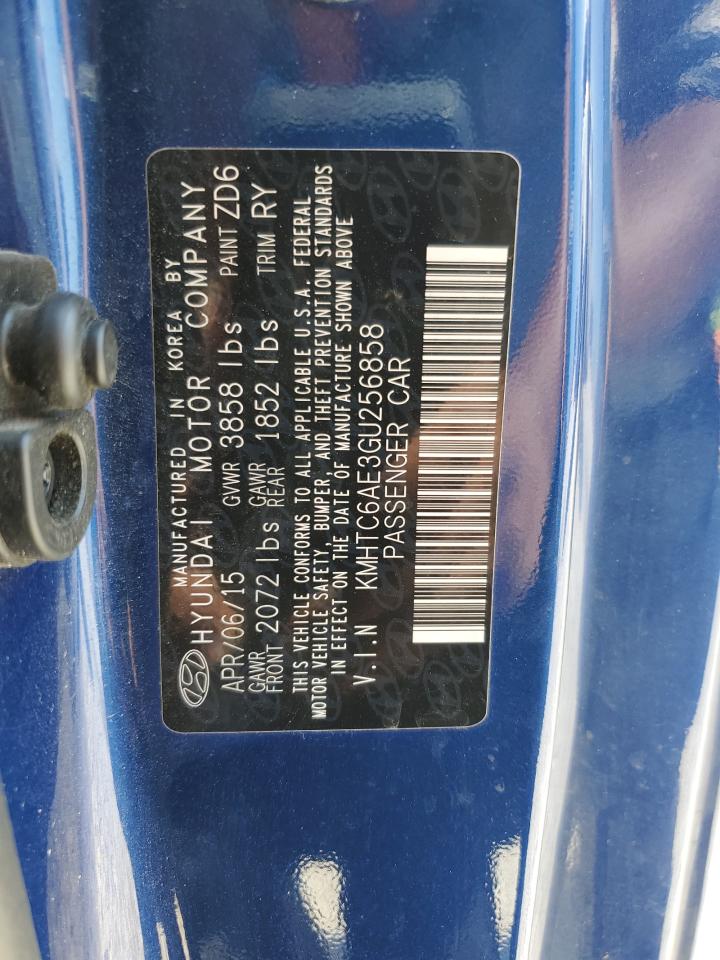 MANUFACTURED IN KOREA BY
HYUNDAI MOTOR COMPANY
APR/06/15 GVWR 3858 lbs PAINT ZD6
GAWR FRONT 2072 lbs GAWR REAR 1852 lbs TRIM RY
THIS VEHICLE CONFORMS TO ALL APPLICABLE U.S.A. FEDERAL
MOTOR VEHICLE SAFETY, BUMPER, AND THEFT PREVENTION STANDARDS
IN EFFECT ON THE DATE OF MANUFACTURE SHOWN ABOVE
V.I.N KMHTC6AE3GU256858
PASSENGER CAR